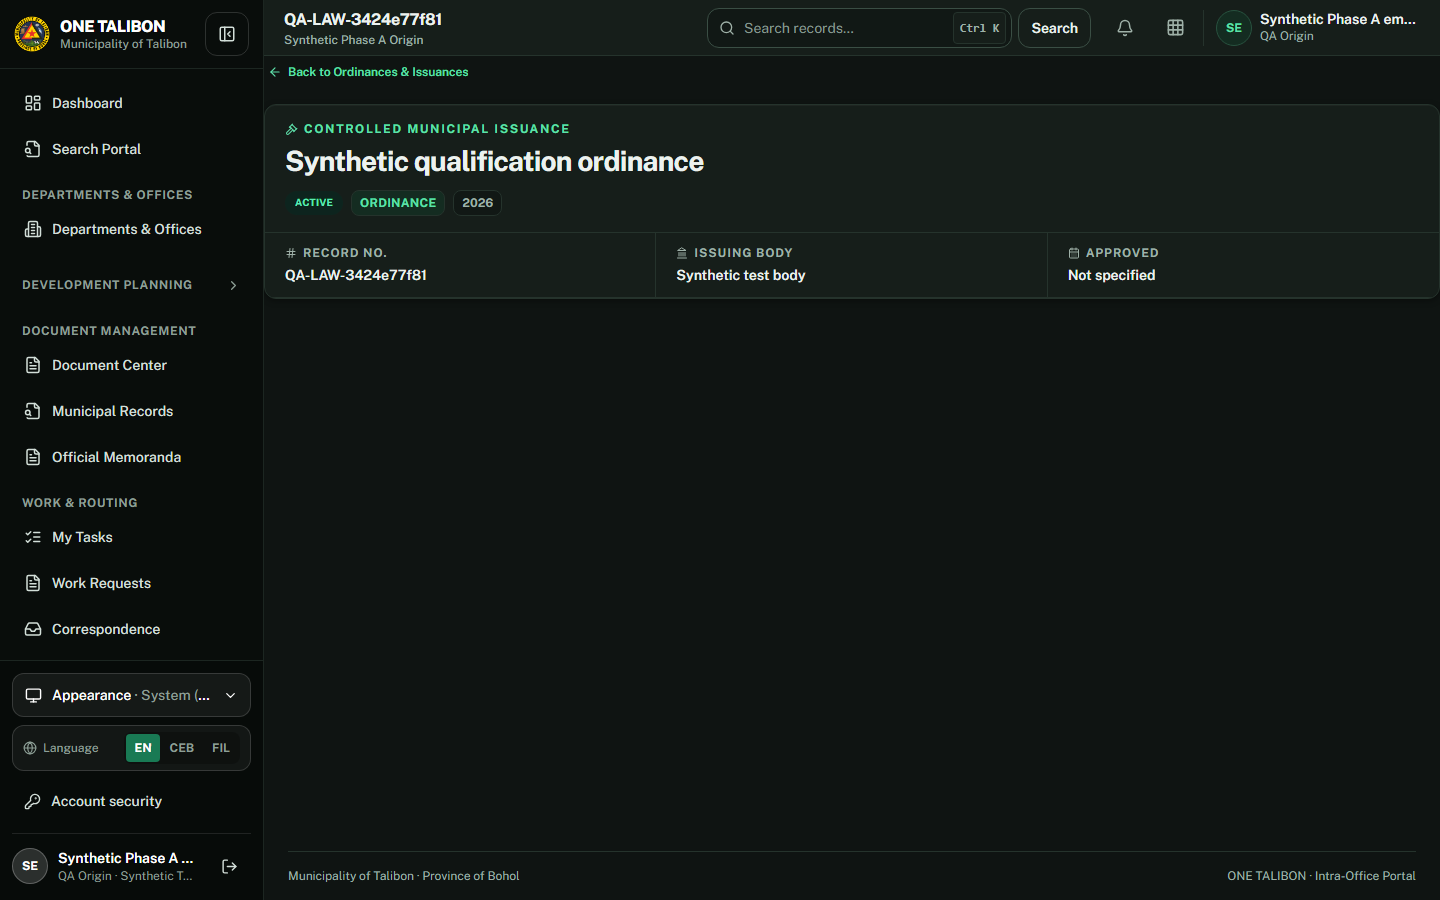 ONE TALIBON
Municipality of Talibon
Dashboard
Search Portal
DEPARTMENTS & OFFICES
Departments & Offices
DEVELOPMENT PLANNING
DOCUMENT MANAGEMENT
Document Center
Municipal Records
Official Memoranda
WORK & ROUTING
My Tasks
Work Requests
Correspondence
Appearance · System (...
Language EN CEB FIL
Account security
SE Synthetic Phase A ...
QA Origin · Synthetic T...
QA-LAW-3424e77f81
Synthetic Phase A Origin
Search records... Ctrl K Search
SE Synthetic Phase A em...
QA Origin
Back to Ordinances & Issuances
CONTROLLED MUNICIPAL ISSUANCE
Synthetic qualification ordinance
ACTIVE ORDINANCE 2026
RECORD NO.
QA-LAW-3424e77f81
ISSUING BODY
Synthetic test body
APPROVED
Not specified
Municipality of Talibon · Province of Bohol
ONE TALIBON · Intra-Office Portal